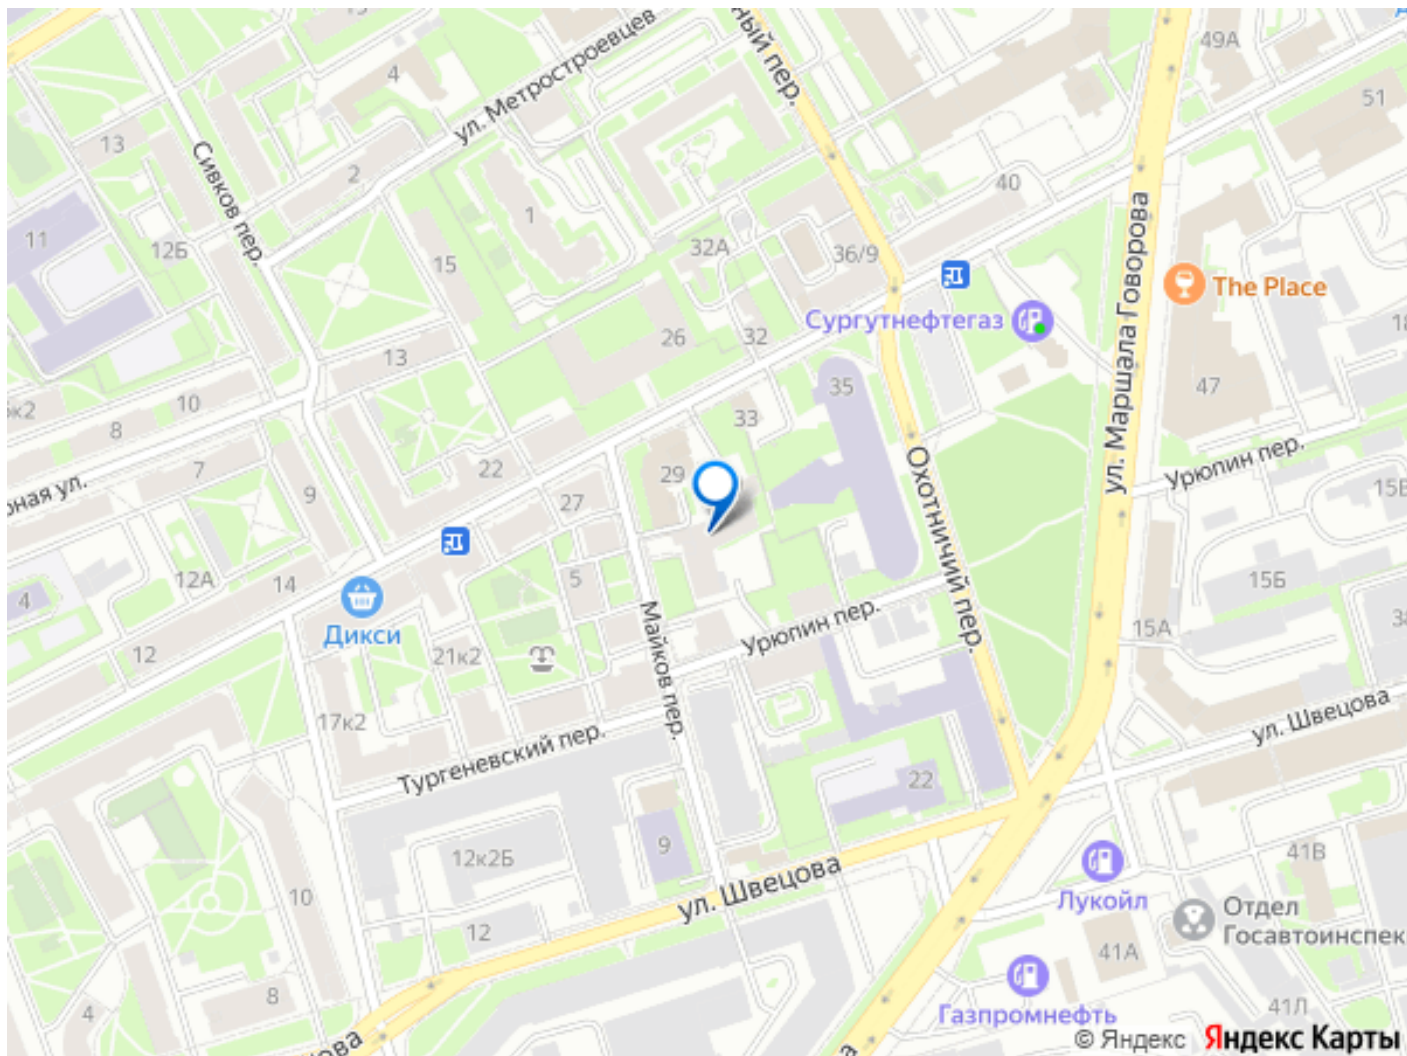 49А
51
4
ул. Метростроевцев
ный пер.
13
Сивков пер.
2
40
1
11
12Б
15
32А
36/9
ул. Маршала Говорова
The Place
Сургутнефтегаз
26
32
13
18
35
47
10
8
33
Охотничий пер.
Урюпин пер.
7
22
29
9
27
15В
рная ул.
12А
14
5
15Б
4
Дикси
Майков пер.
Урюпин пер.
15А
12
21к2
17к2
ул. Швецова
Тургеневский пер.
22
9
12к2Б
41В
ул. Швецова
Лукойл
10
Отдел
Госавтоинспек
12
41А
8
4
Газпромнефть
41Л
ова
а
© Яндекс Яндекс Карты